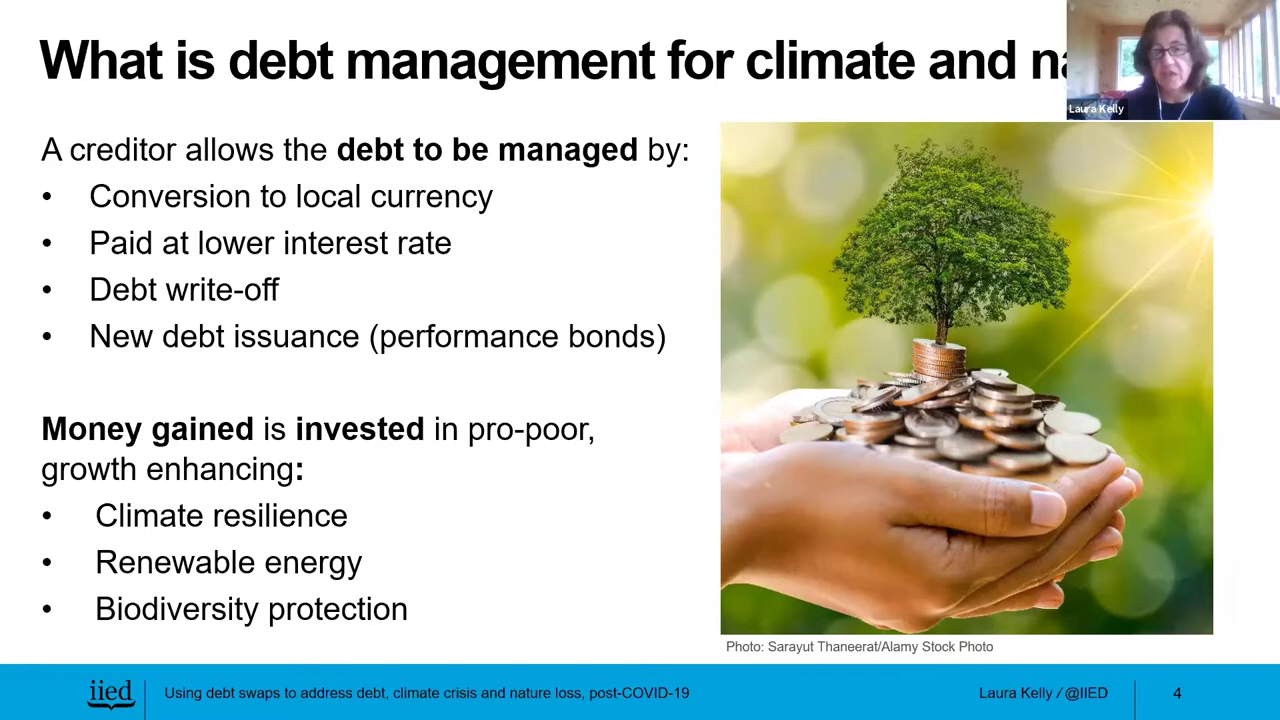 What is debt management for climate and na
Laura Kelly
A creditor allows the debt to be managed by:
• Conversion to local currency
• Paid at lower interest rate
• Debt write-off
• New debt issuance (performance bonds)
Money gained is invested in pro-poor,
growth enhancing:
• Climate resilience
• Renewable energy
• Biodiversity protection
Photo: Sarayut Thaneerat/Alamy Stock Photo
iied
Using debt swaps to address debt, climate crisis and nature loss, post-COVID-19
Laura Kelly / @IIED
4